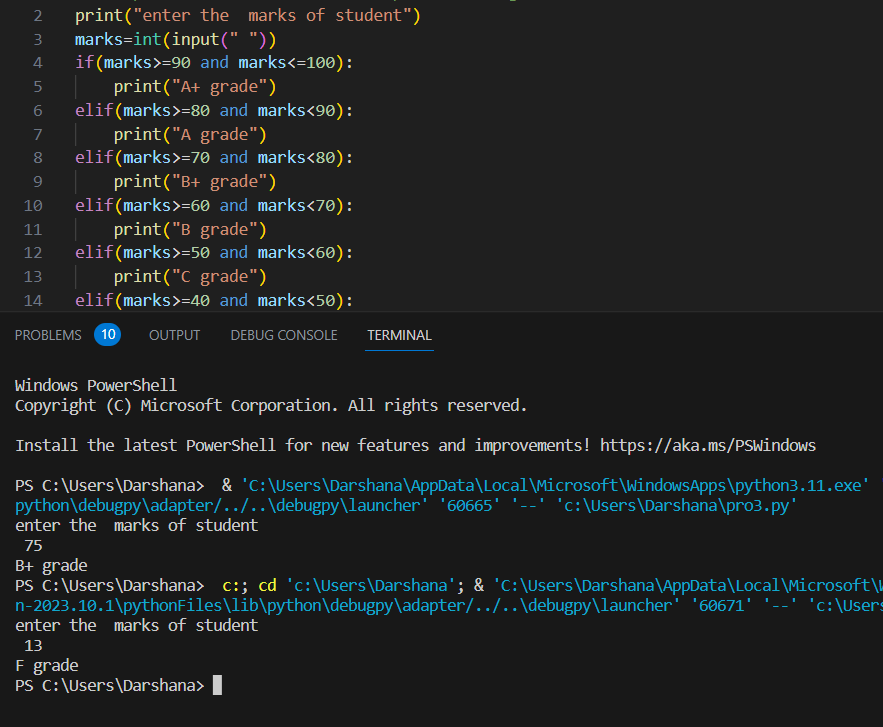 2 print("enter the  marks of student")
3 marks=int(input(" "))
4 if(marks>=90 and marks<=100):
5     print("A+ grade")
6 elif(marks>=80 and marks<90):
7     print("A grade")
8 elif(marks>=70 and marks<80):
9     print("B+ grade")
10 elif(marks>=60 and marks<70):
11     print("B grade")
12 elif(marks>=50 and marks<60):
13     print("C grade")
14 elif(marks>=40 and marks<50):
PROBLEMS 10 OUTPUT DEBUG CONSOLE TERMINAL
Windows PowerShell
Copyright (C) Microsoft Corporation. All rights reserved.
Install the latest PowerShell for new features and improvements! https://aka.ms/PSWindows
PS C:\Users\Darshana>  & 'C:\Users\Darshana\AppData\Local\Microsoft\WindowsApps\python3.11.exe'
python\debugpy\adapter/../..\debugpy\launcher' '60665' '--' 'c:\Users\Darshana\pro3.py'
enter the  marks of student
 75
B+ grade
PS C:\Users\Darshana>  c:; cd 'c:\Users\Darshana'; & 'C:\Users\Darshana\AppData\Local\Microsoft\
n-2023.10.1\pythonFiles\lib\python\debugpy\adapter/../..\debugpy\launcher' '60671' '--' 'c:\Users
enter the  marks of student
 13
F grade
PS C:\Users\Darshana>